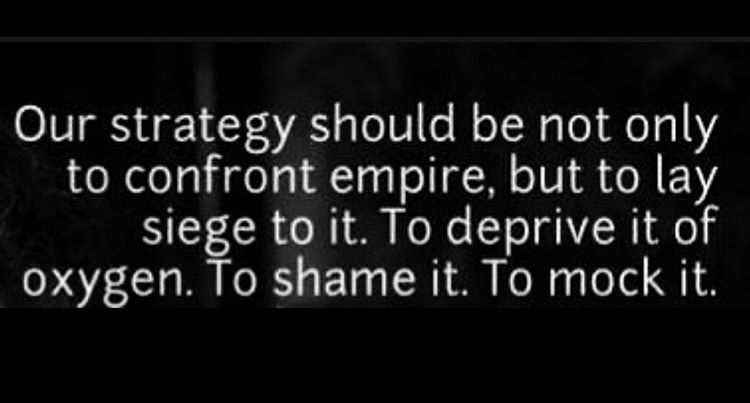 Our strategy should be not only
to confront empire, but to lay
siege to it. To deprive it of
oxygen. To shame it. To mock it.